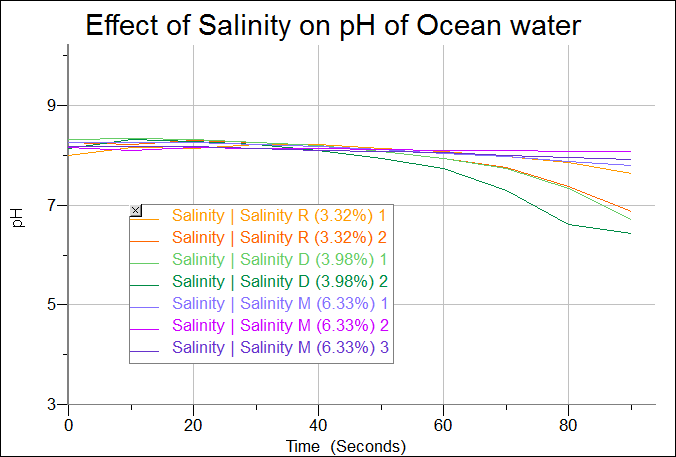 Effect of Salinity on pH of Ocean water
9
7
5
3
pH
Salinity | Salinity R (3.32%) 1
Salinity | Salinity R (3.32%) 2
Salinity | Salinity D (3.98%) 1
Salinity | Salinity D (3.98%) 2
Salinity | Salinity M (6.33%) 1
Salinity | Salinity M (6.33%) 2
Salinity | Salinity M (6.33%) 3
0 20 40 60 80
Time (Seconds)